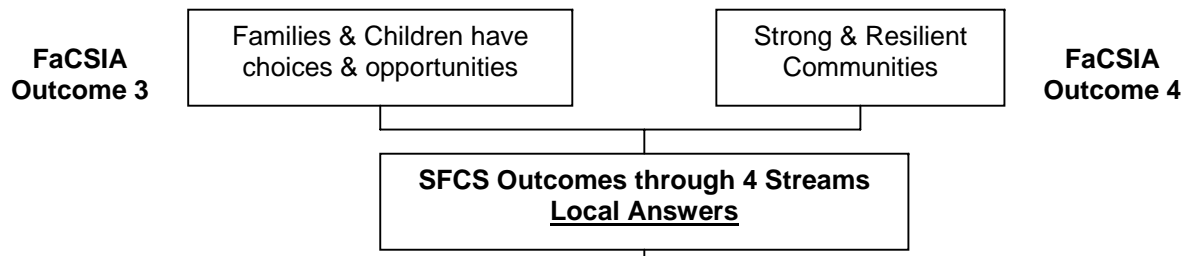 FaCSIA
Outcome 3
Families & Children have
choices & opportunities
Strong & Resilient
Communities
FaCSIA
Outcome 4
SFCS Outcomes through 4 Streams
Local Answers